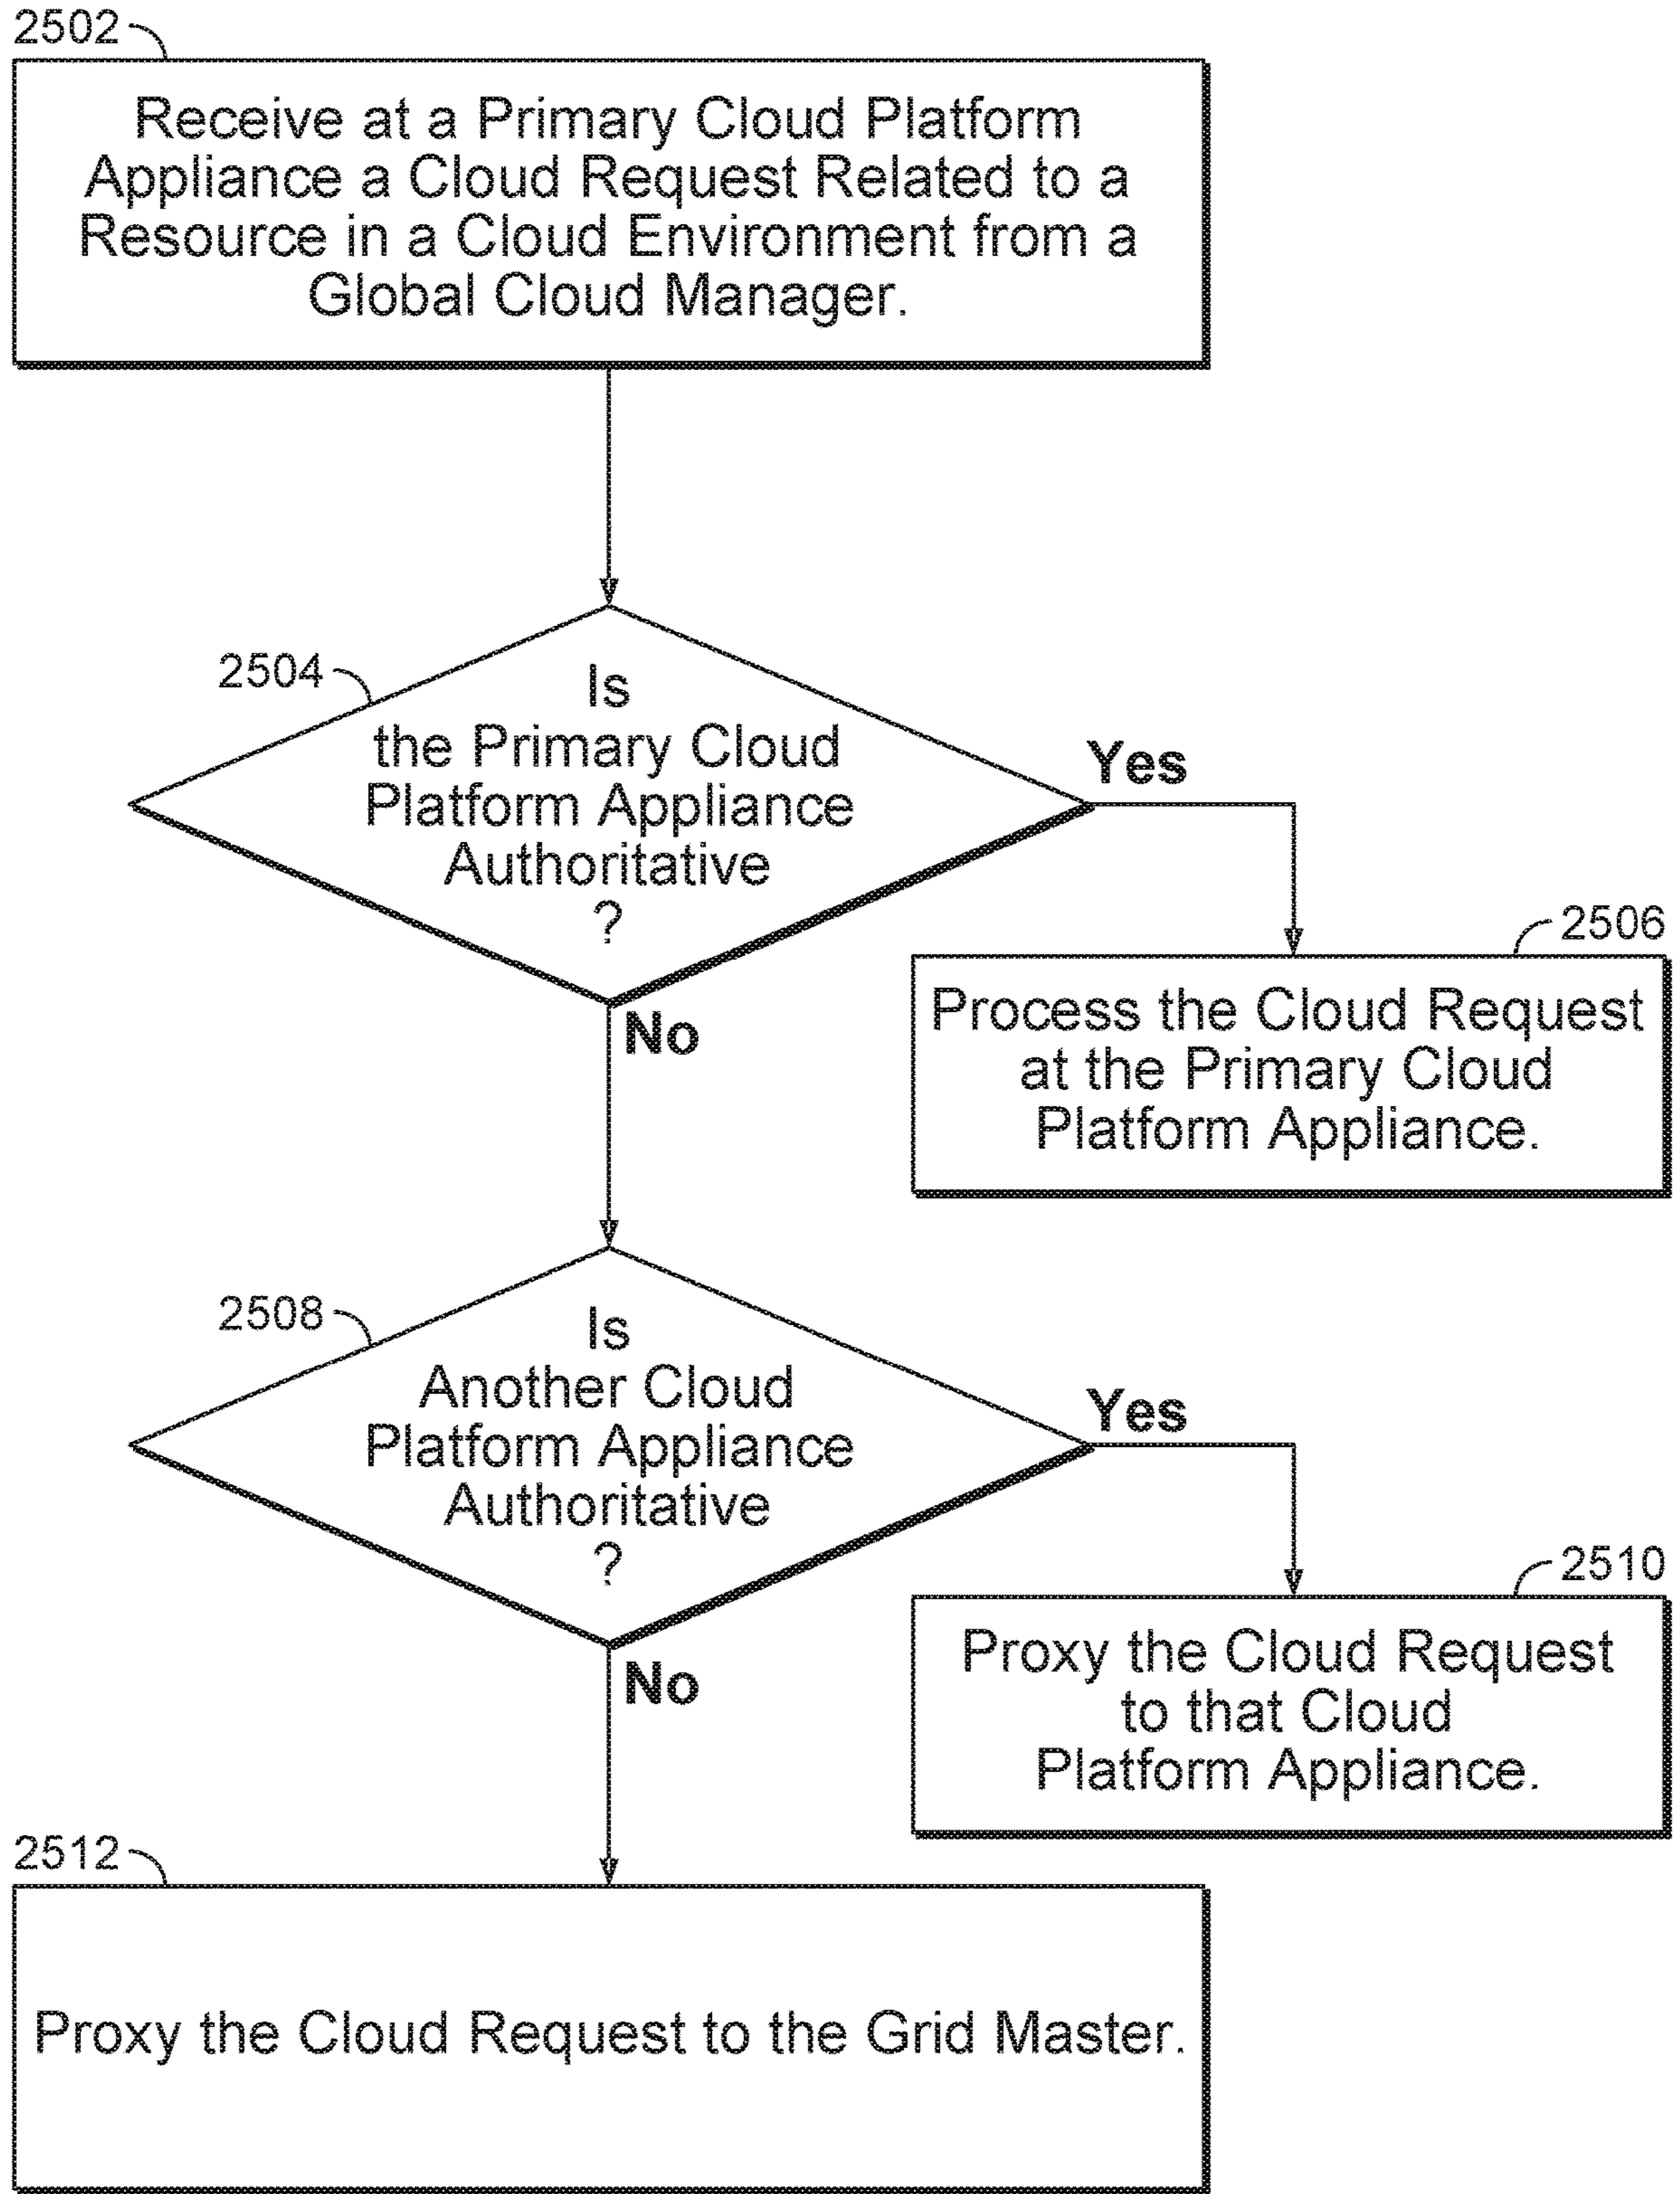 2502
Receive at a Primary Cloud Platform
Appliance a Cloud Request Related to a
Resource in a Cloud Environment from a
Global Cloud Manager.
2504
Is
the Primary Cloud
Platform Appliance
Authoritative
?
Yes
No
2506
Process the Cloud Request
at the Primary Cloud
Platform Appliance.
2508
Is
Another Cloud
Platform Appliance
Authoritative
?
Yes
No
2510
Proxy the Cloud Request
to that Cloud
Platform Appliance.
2512
Proxy the Cloud Request to the Grid Master.